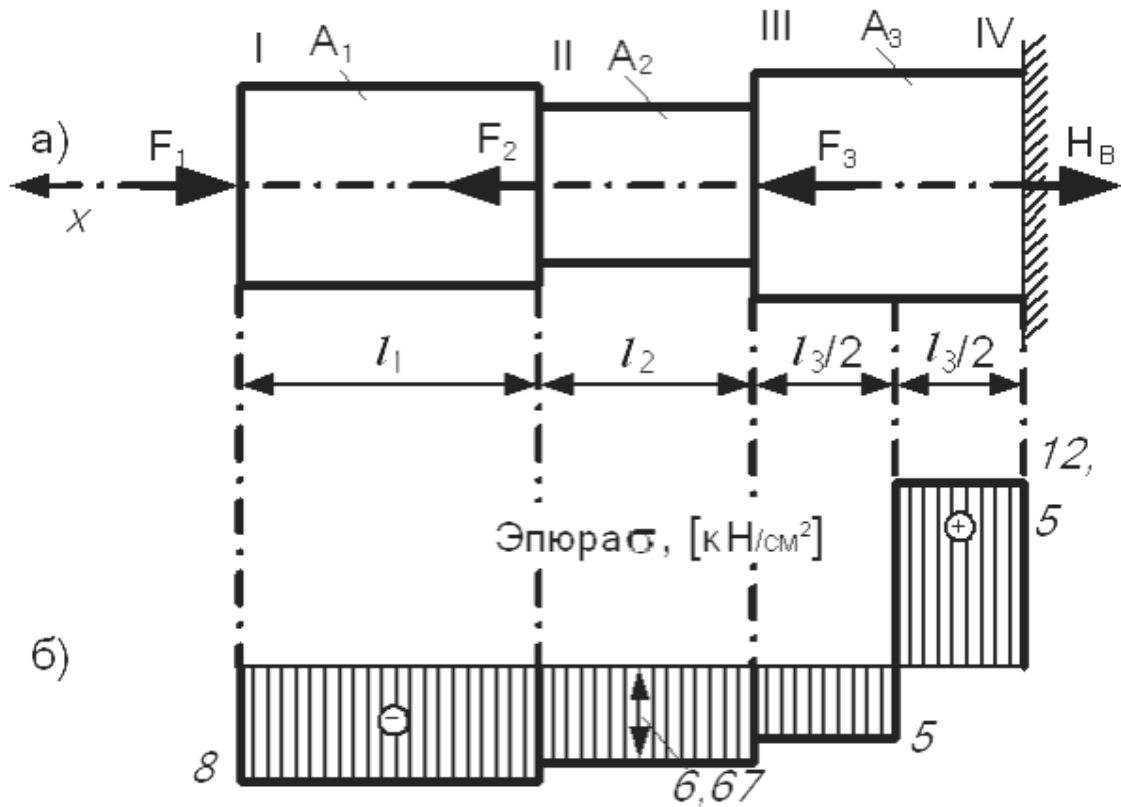 I A₁ II A₂ III A₃ IV
а) F₁ F₂ F₃ H_B
x
l₁ l₂ l₃/2 l₃/2
12,
5
Эпюра σ, [кН/см²]
+
б)
−
8 6,67 5